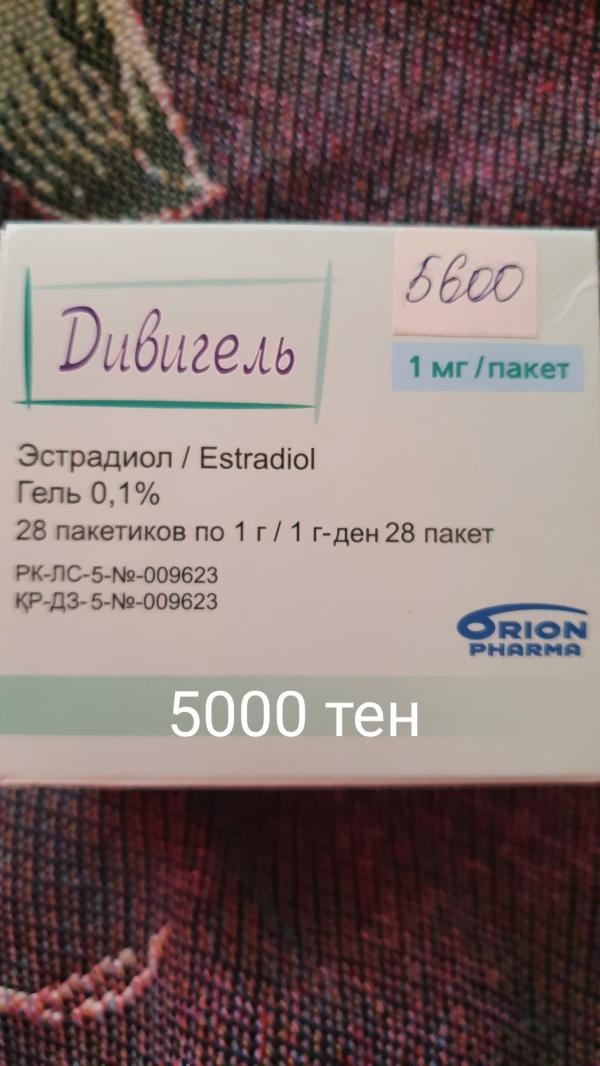 5600
Дивигель
1 мг/пакет
Эстрадиол / Estradiol
Гель 0,1%
28 пакетиков по 1 г / 1 г-ден 28 пакет
РК-ЛС-5-№-009623
ҚР-ДЗ-5-№-009623
ORION
PHARMA
5000 тен